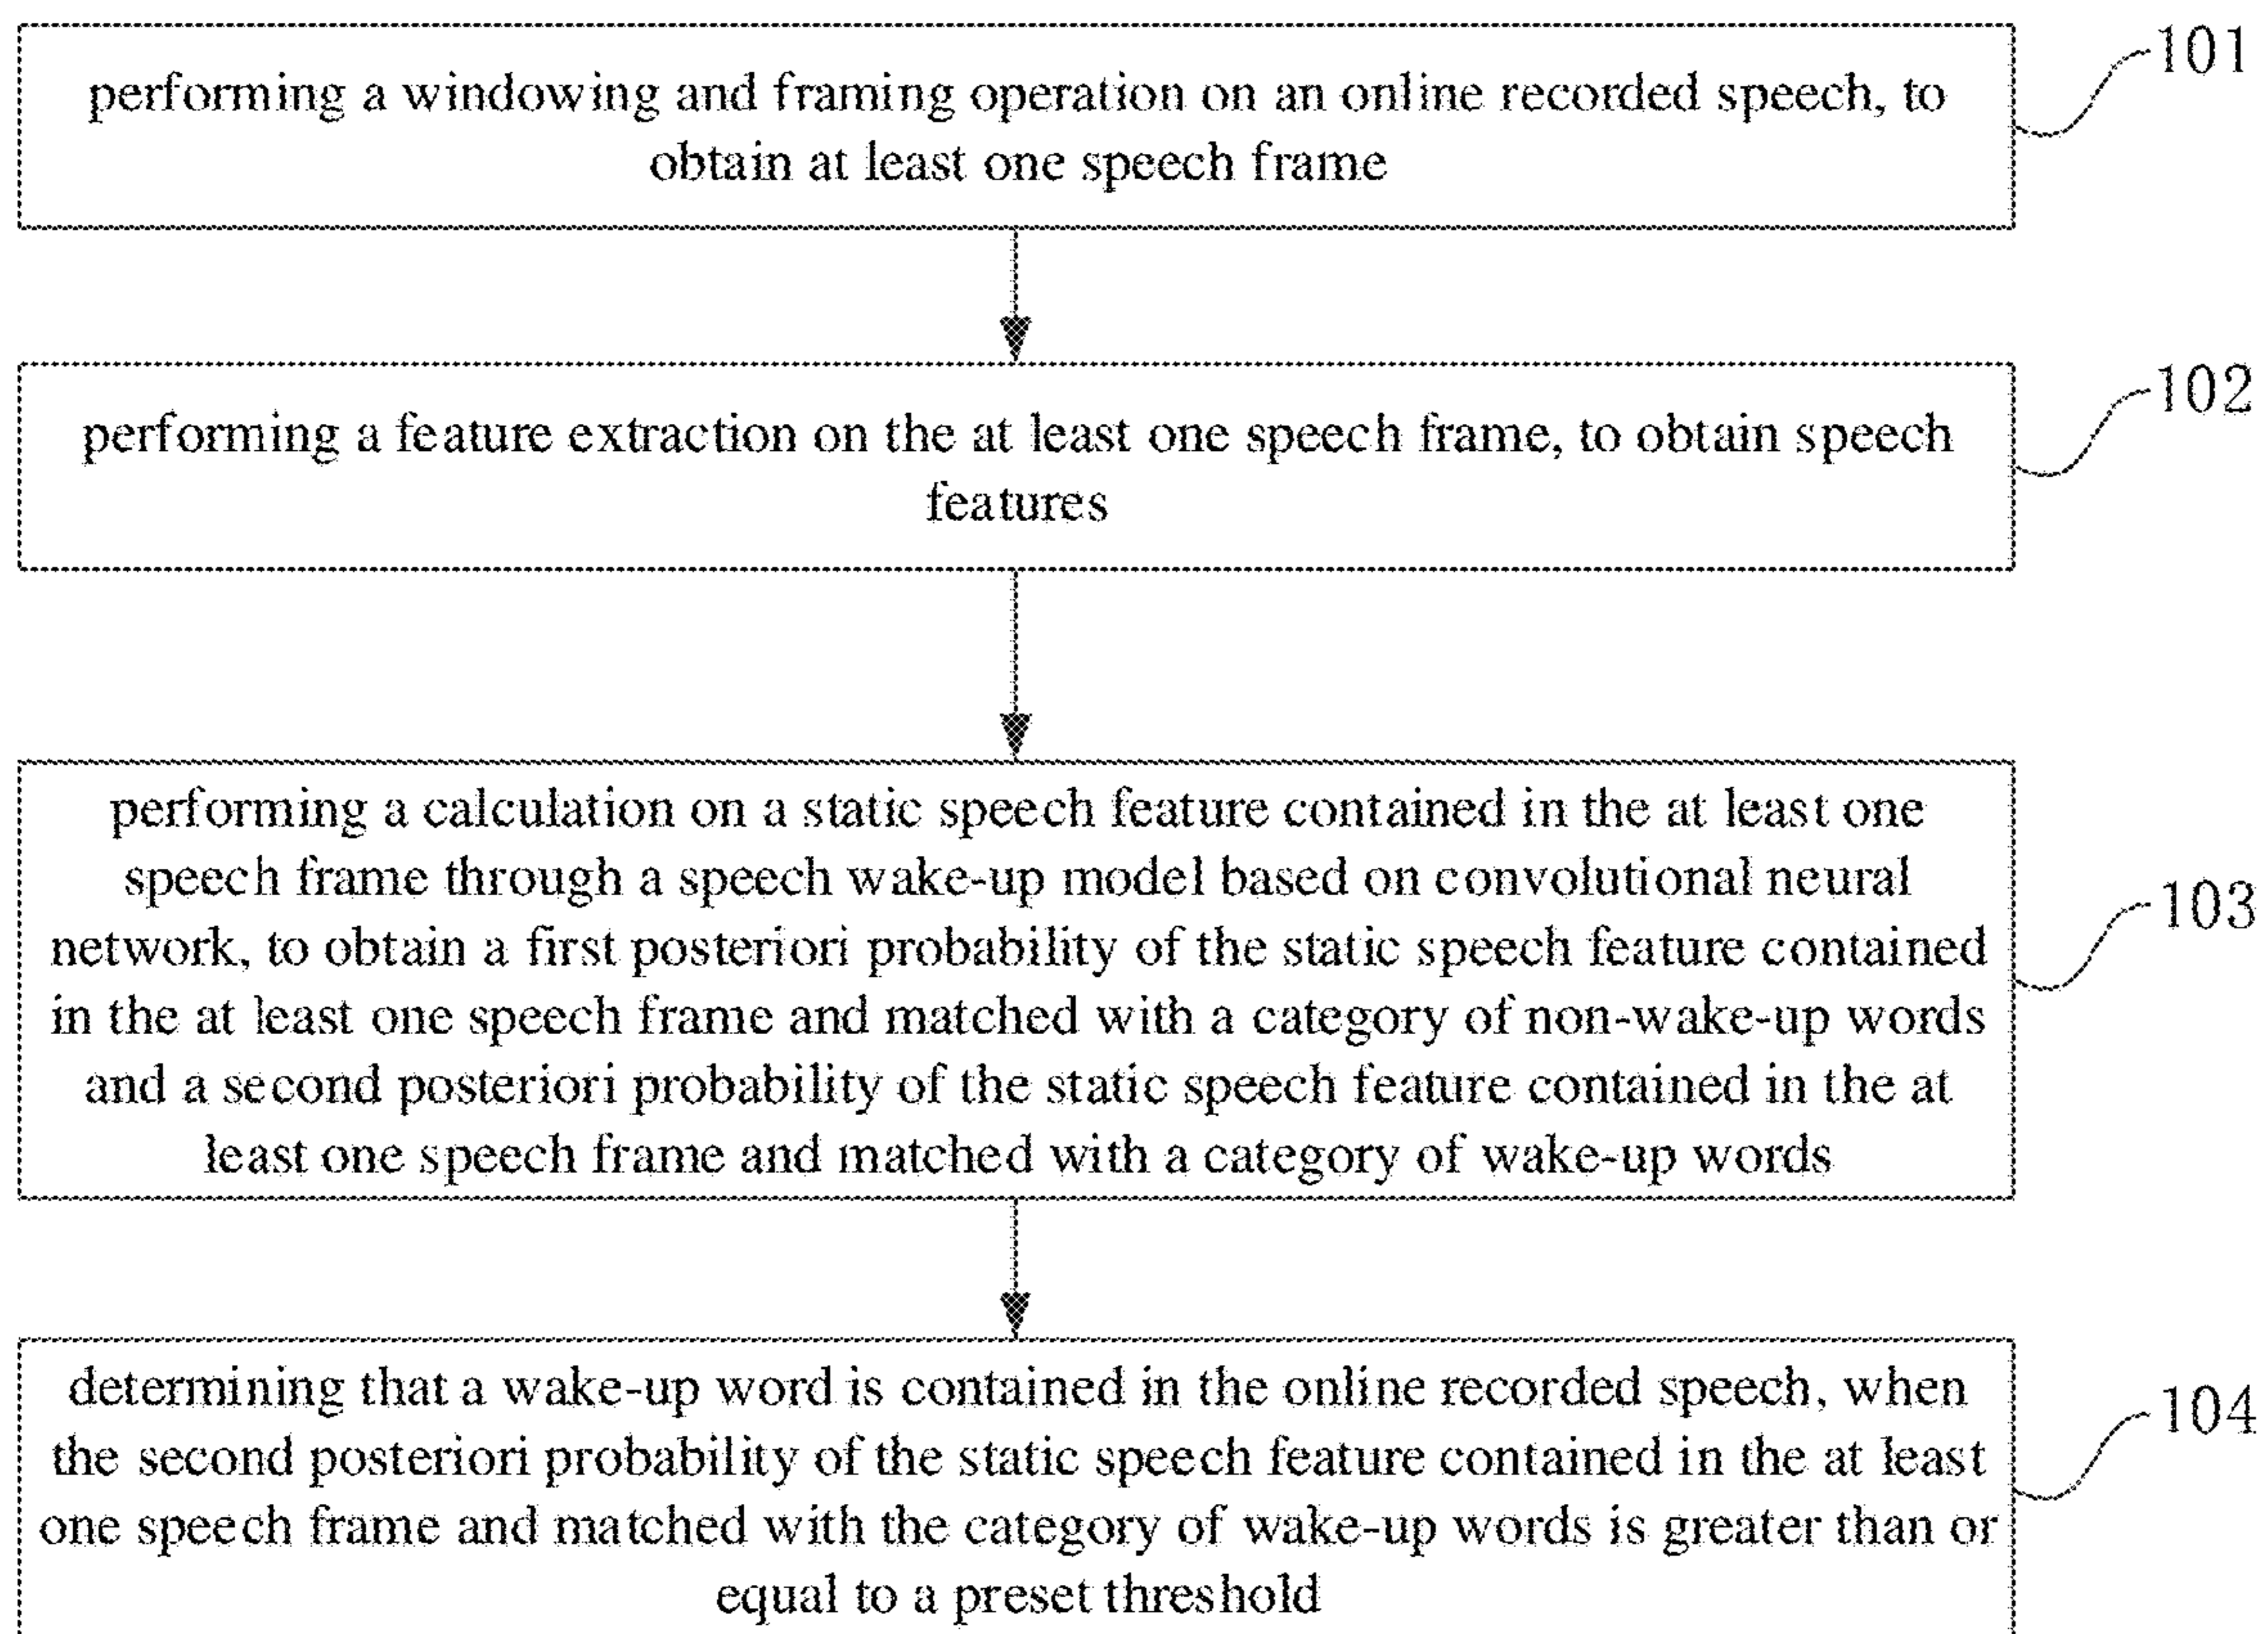 performing a windowing and framing operation on an online recorded speech, to
obtain at least one speech frame
101
performing a feature extraction on the at least one speech frame, to obtain speech
features
102
performing a calculation on a static speech feature contained in the at least one
speech frame through a speech wake-up model based on convolutional neural
network, to obtain a first posteriori probability of the static speech feature contained
in the at least one speech frame and matched with a category of non-wake-up words
and a second posteriori probability of the static speech feature contained in the at
least one speech frame and matched with a category of wake-up words
103
determining that a wake-up word is contained in the online recorded speech, when
the second posteriori probability of the static speech feature contained in the at least
one speech frame and matched with the category of wake-up words is greater than or
equal to a preset threshold
104